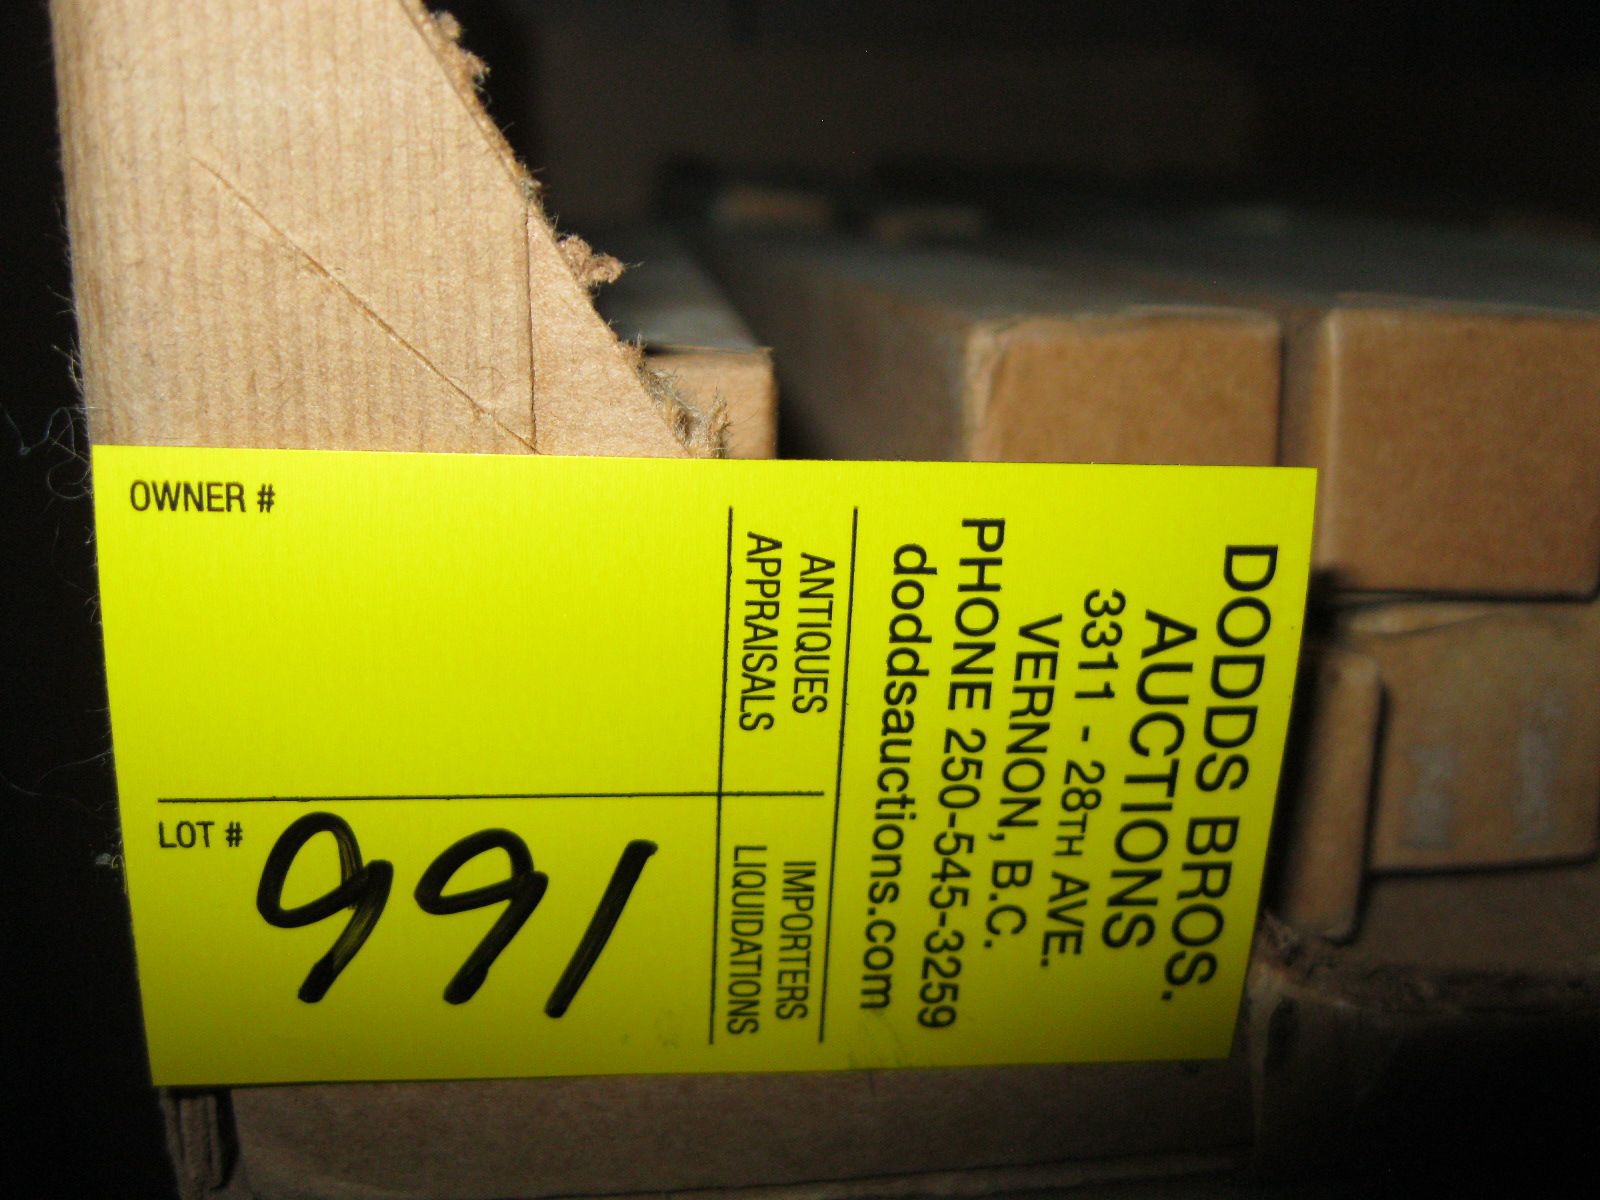 OWNER #
LOT # 991
DODDS BROS.
AUCTIONS
3311 - 28TH AVE.
VERNON, B.C.
PHONE 250-545-3259
doddsauctions.com
ANTIQUES
APPRAISALS
IMPORTERS
LIQUIDATIONS